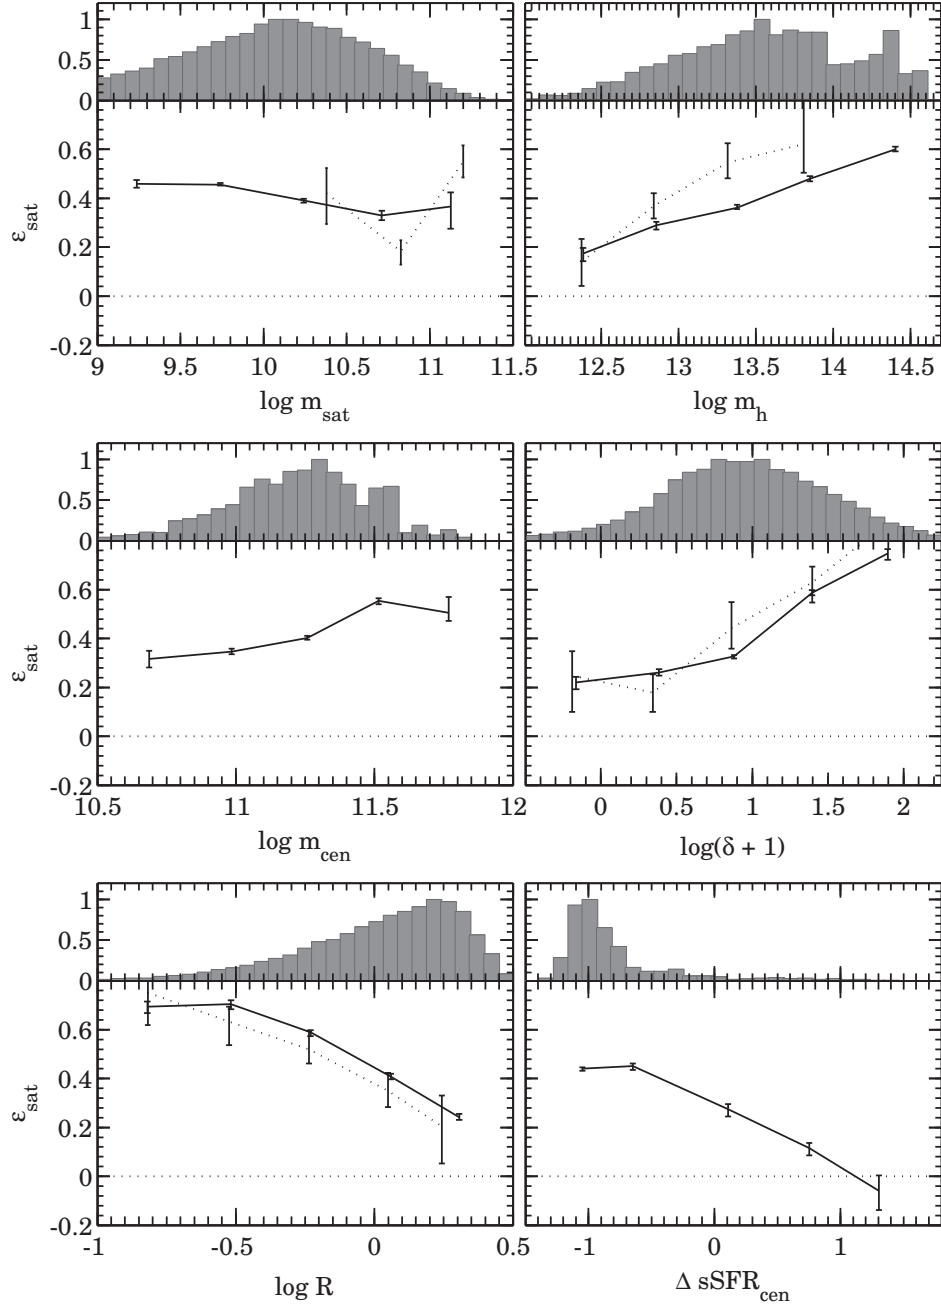 1
0.5
0
0.6
0.4
0.2
0
-0.2
ε_sat
9 9.5 10 10.5 11 11.5
log m_sat
12.5 13 13.5 14 14.5
log m_h
1
0.5
0
0.6
0.4
0.2
0
-0.2
ε_sat
10.5 11 11.5 12
log m_cen
0 0.5 1 1.5 2
log(δ + 1)
1
0.5
0
0.6
0.4
0.2
0
-0.2
ε_sat
-1 -0.5 0 0.5
log R
-1 0 1
Δ sSFR_cen